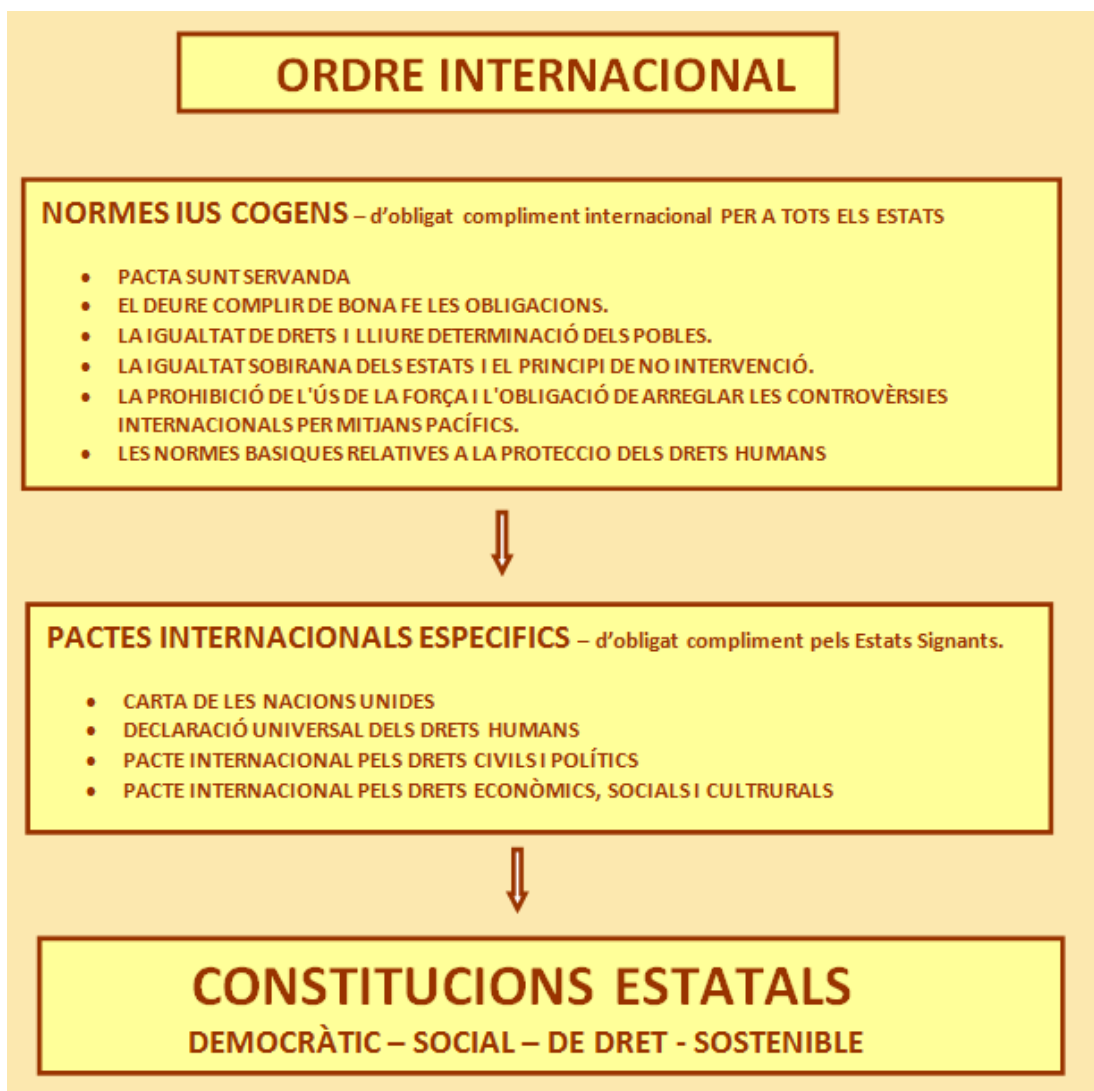 ORDRE INTERNACIONAL
NORMES IUS COGENS – d’obligat compliment internacional PER A TOTS ELS ESTATS
• PACTA SUNT SERVANDA
• EL DEURE COMPLIR DE BONA FE LES OBLIGACIONS.
• LA IGUALTAT DE DRETS I LLIURE DETERMINACIÓ DELS POBLES.
• LA IGUALTAT SOBIRANA DELS ESTATS I EL PRINCIPI DE NO INTERVENCIÓ.
• LA PROHIBICIÓ DE L'ÚS DE LA FORÇA I L'OBLIGACIÓ DE ARREGLAR LES CONTROVÈRSIES
INTERNACIONALS PER MITJANS PACÍFICS.
• LES NORMES BASIQUES RELATIVES A LA PROTECCIO DELS DRETS HUMANS
PACTES INTERNACIONALS ESPECIFICS – d’obligat compliment pels Estats Signants.
• CARTA DE LES NACIONS UNIDES
• DECLARACIÓ UNIVERSAL DELS DRETS HUMANS
• PACTE INTERNACIONAL PELS DRETS CIVILS I POLÍTICS
• PACTE INTERNACIONAL PELS DRETS ECONÒMICS, SOCIALS I CULTRURALS
CONSTITUCIONS ESTATALS
DEMOCRÀTIC – SOCIAL – DE DRET - SOSTENIBLE